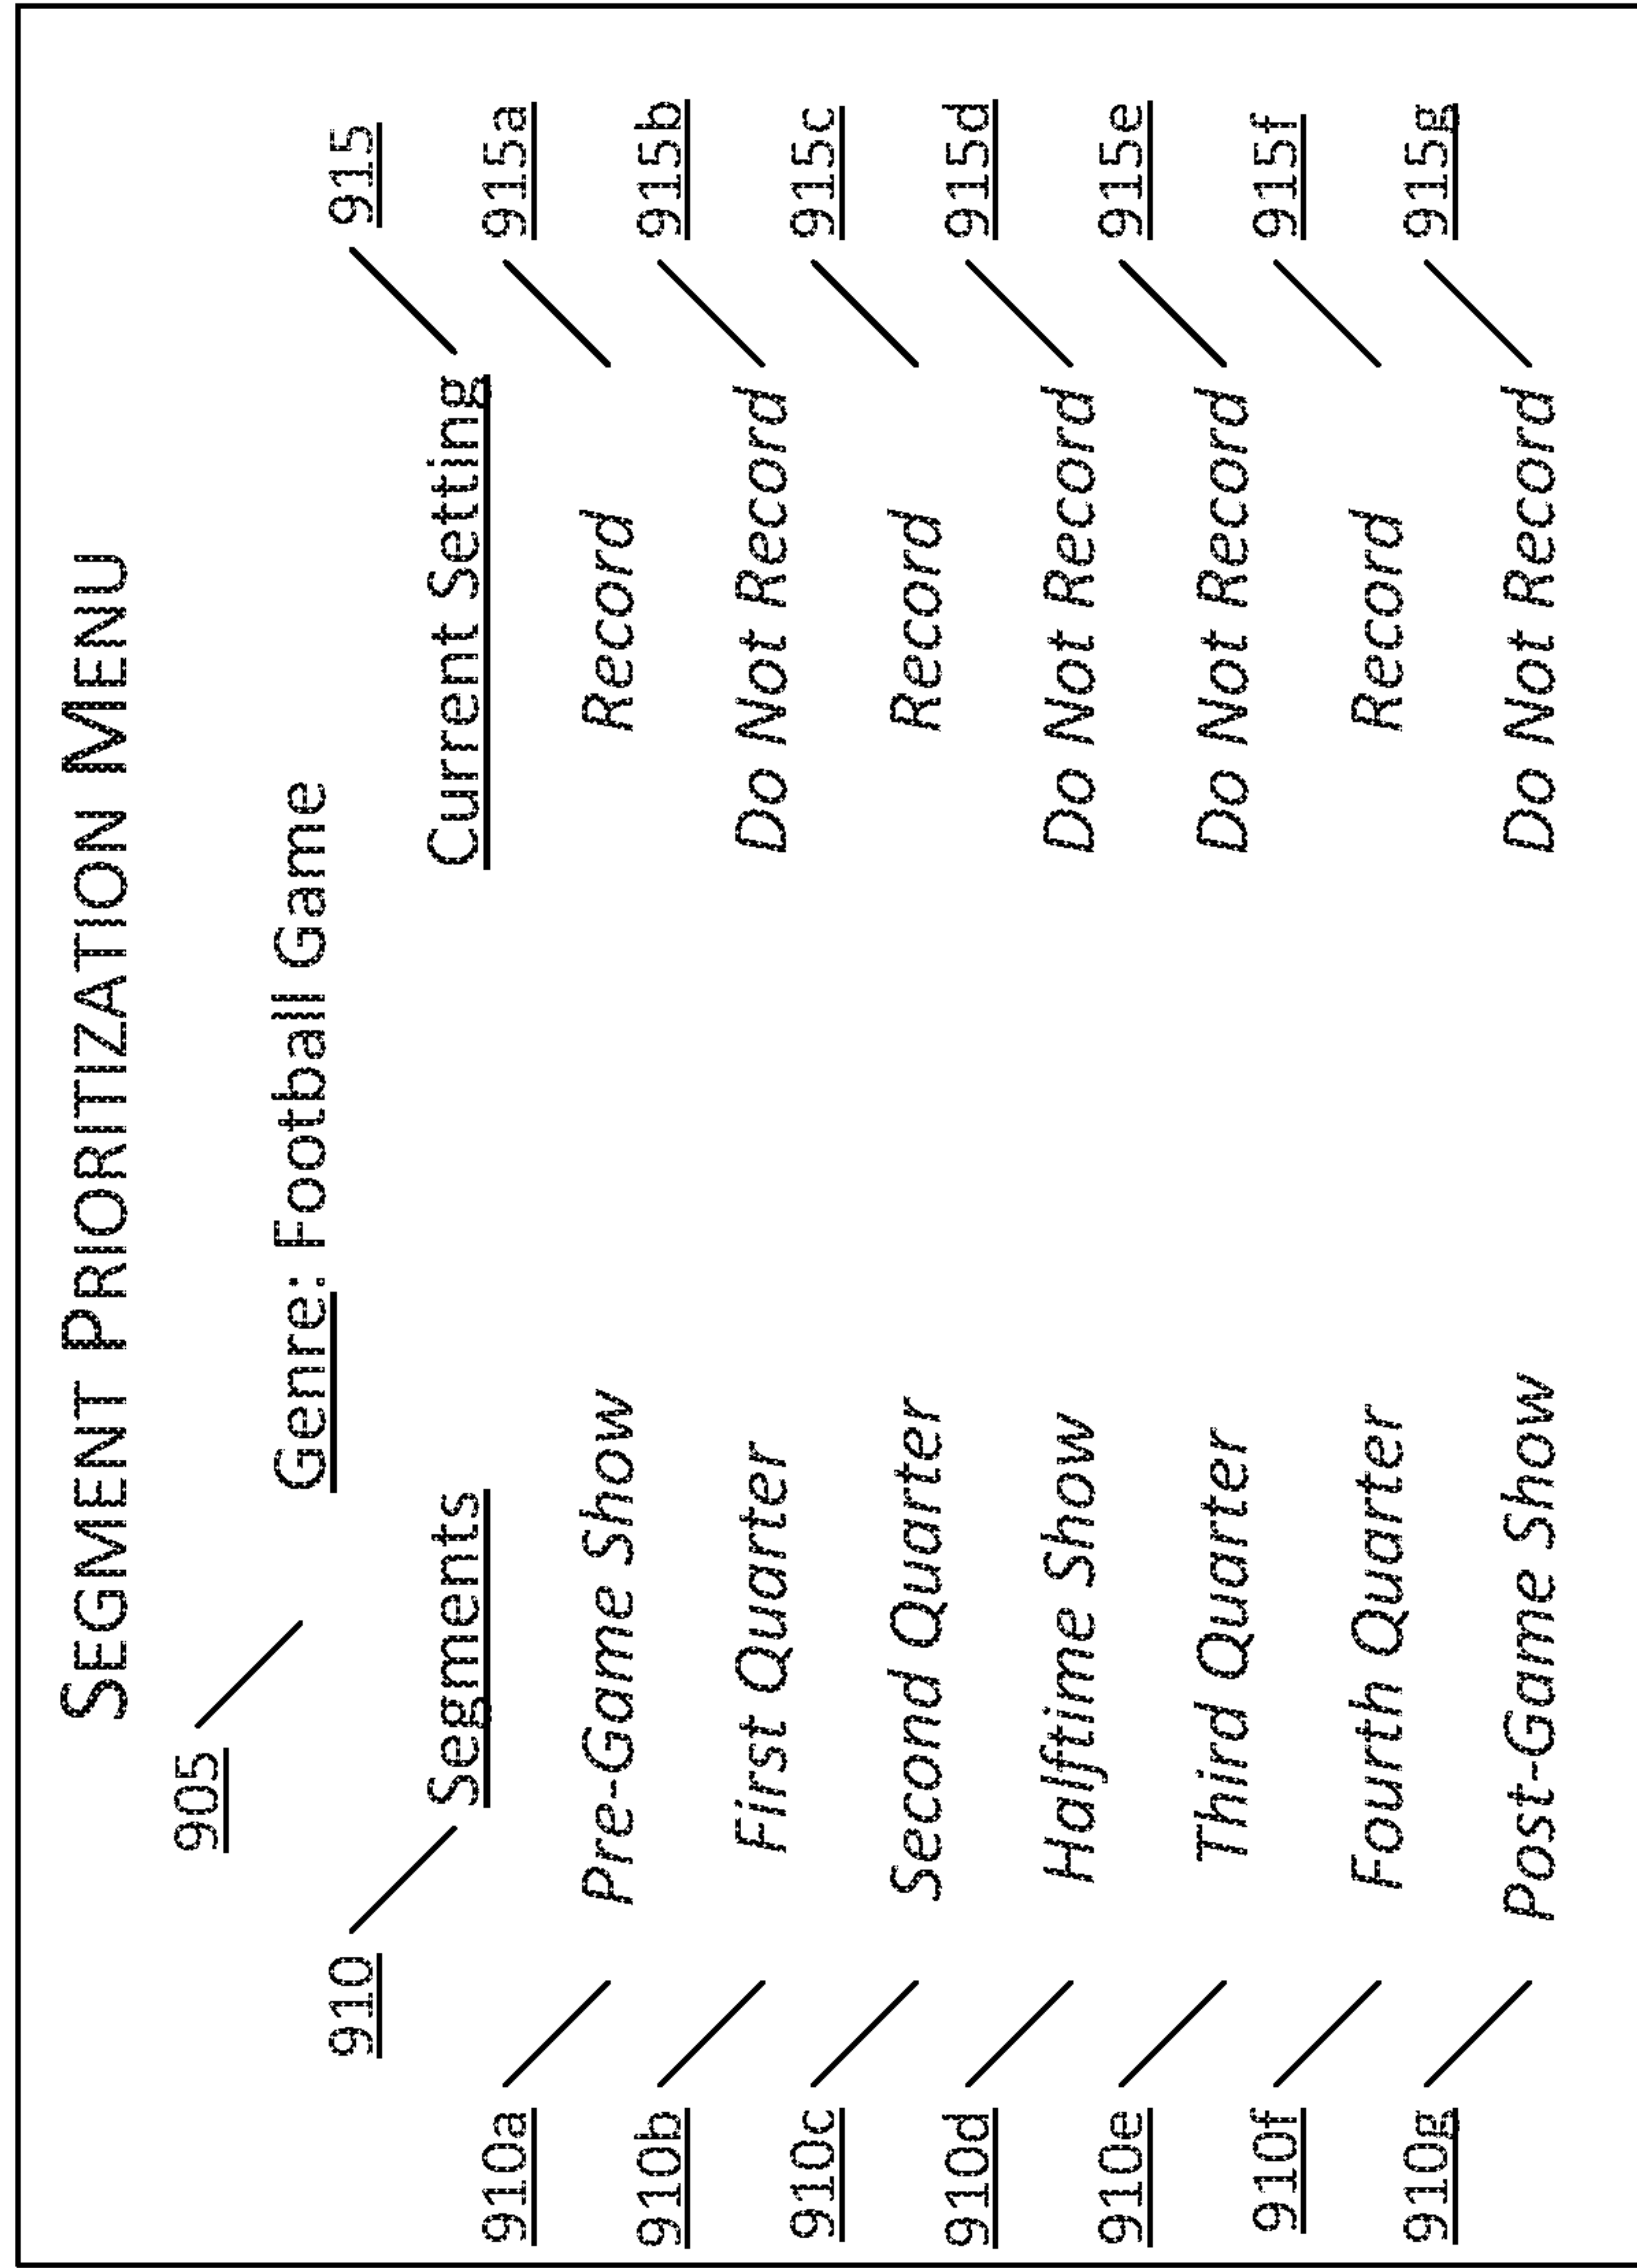 SEGMENT PRIORITIZATION MENU
905
Genre: Football Game
910 915
Segments Current Setting
910a 915a
Pre-Game Show Record
910b 915b
First Quarter Do Not Record
910c 915c
Second Quarter Record
910d 915d
Halftime Show Do Not Record
910e 915e
Third Quarter Do Not Record
910f 915f
Fourth Quarter Record
910g 915g
Post-Game Show Do Not Record